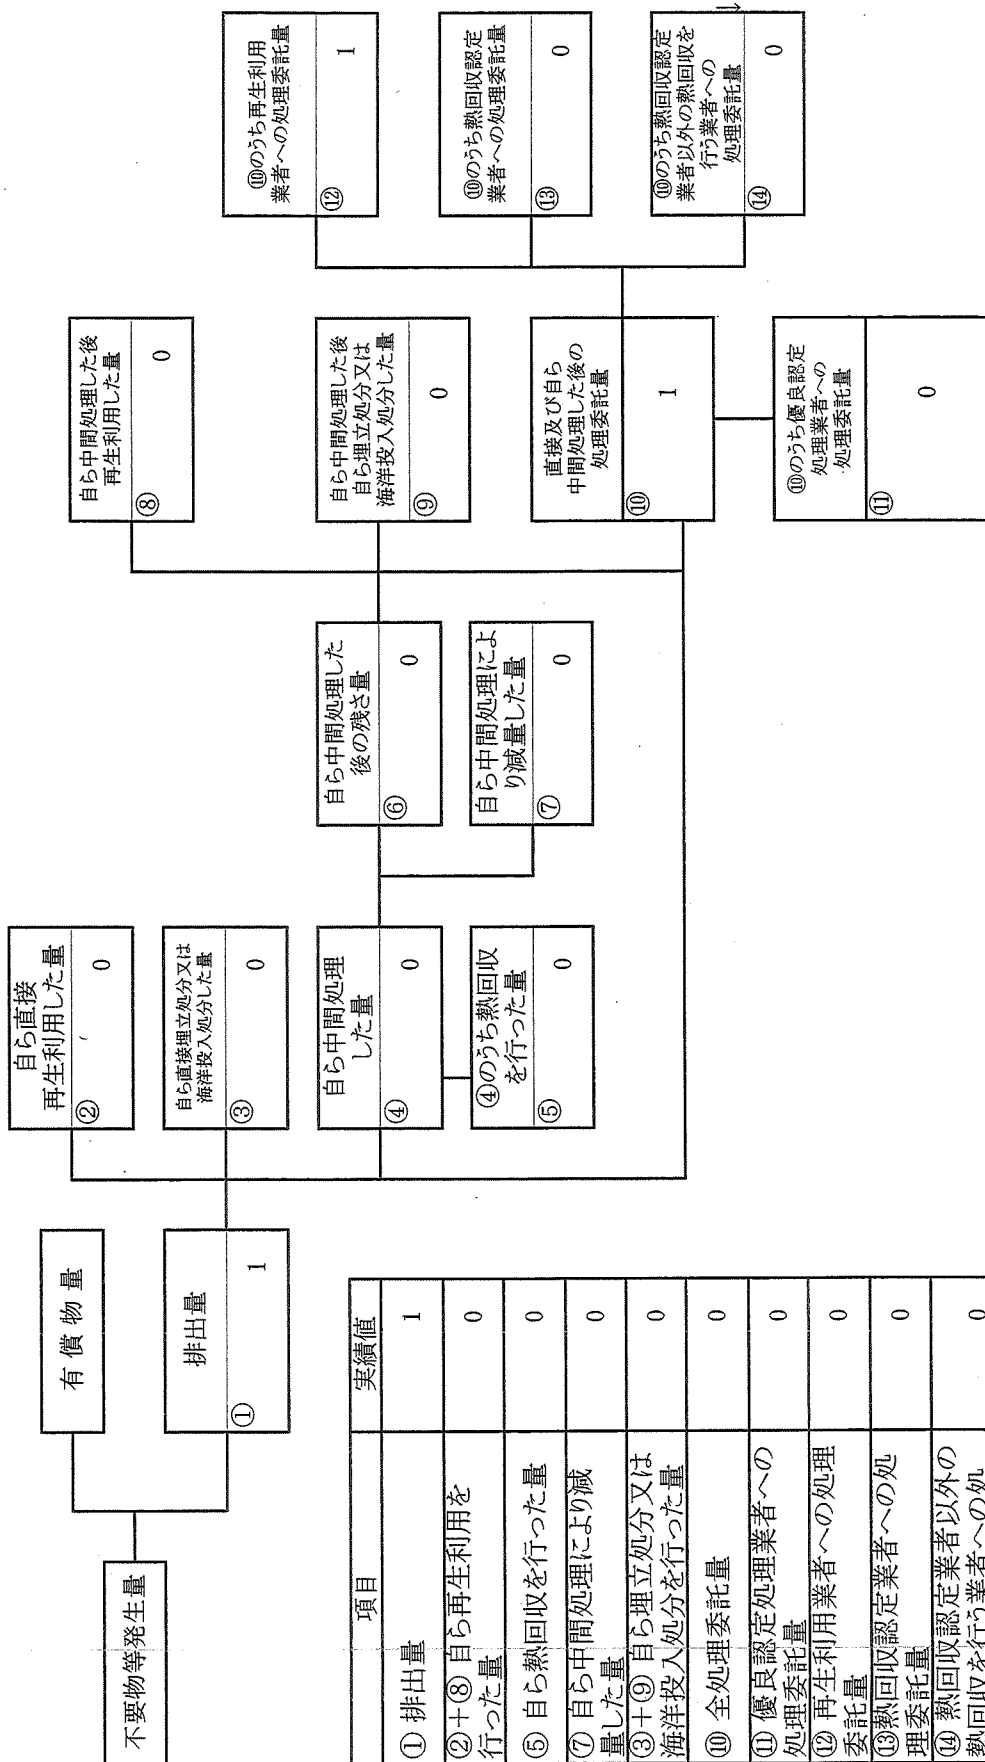 不要物等発生量
有償物量
排出量
①
1
自ら直接
再生利用した量
②
0
自ら直接埋立処分又は
海洋投入処分した量
③
0
自ら中間処理
した量
④
0
④のうち熱回収
を行った量
⑤
0
自ら中間処理した
後の残さ量
⑥
0
自ら中間処理によ
り減量した量
⑦
0
自ら中間処理した後
再生利用した量
⑧
0
自ら中間処理した後
自ら埋立処分又は
海洋投入処分した量
⑨
0
直接及び自ら
中間処理した後の
処理委託量
⑩
1
⑩のうち優良認定
処理業者への
処理委託量
⑪
0
⑩のうち再生利用
業者への処理委託量
⑫
1
⑩のうち熱回収認定
業者への処理委託量
⑬
0
⑩のうち熱回収認定
業者以外の熱回収を
行う業者への
処理委託量
⑭
0
項目 実績値
① 排出量 1
②+⑧ 自ら再生利用を
行った量 0
⑤ 自ら熱回収を行った量 0
⑦ 自ら中間処理により減
量した量 0
③+⑨ 自ら埋立処分又は
海洋投入処分を行った量 0
⑩ 全処理委託量 0
⑪ 優良認定処理業者への
処理委託量 0
⑫ 再生利用業者への処理
委託量 0
⑬熱回収認定業者への処
理委託量 0
⑭ 熱回収認定業者以外の
熱回収を行う業者への処 0